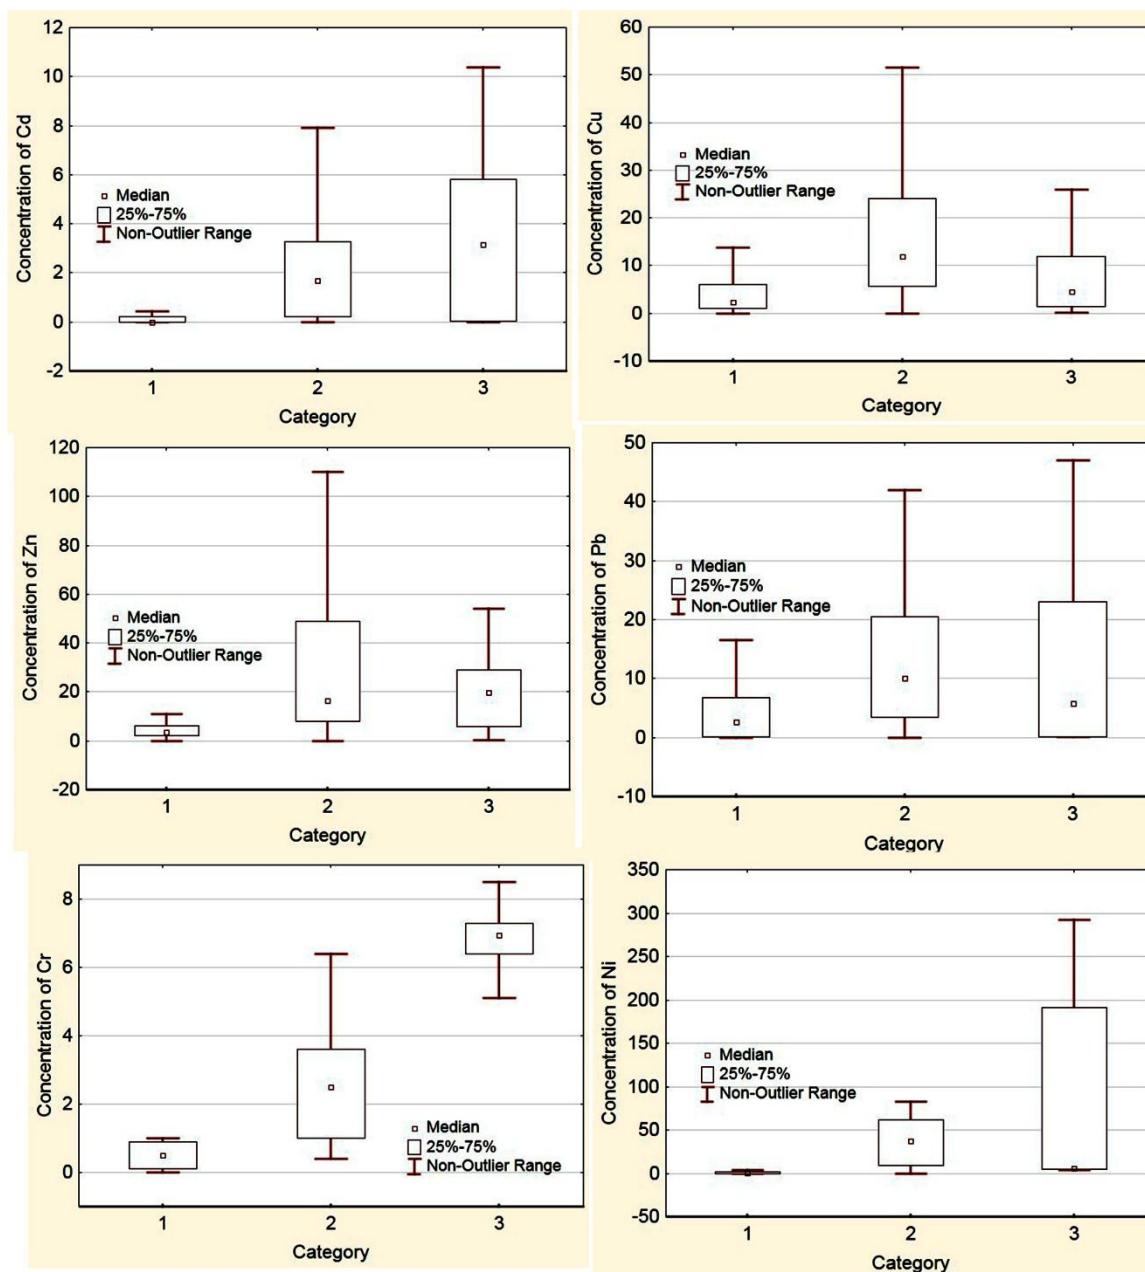 Concentration of Cd
12
10
8
6
4
2
0
-2
Median
25%-75%
Non-Outlier Range
1 2 3
Category
Concentration of Cu
60
50
40
30
20
10
0
-10
Median
25%-75%
Non-Outlier Range
1 2 3
Category
Concentration of Zn
120
100
80
60
40
20
0
-20
Median
25%-75%
Non-Outlier Range
1 2 3
Category
Concentration of Pb
50
40
30
20
10
0
-10
Median
25%-75%
Non-Outlier Range
1 2 3
Category
Concentration of Cr
8
6
4
2
0
Median
25%-75%
Non-Outlier Range
1 2 3
Category
Concentration of Ni
350
300
250
200
150
100
50
0
-50
Median
25%-75%
Non-Outlier Range
1 2 3
Category